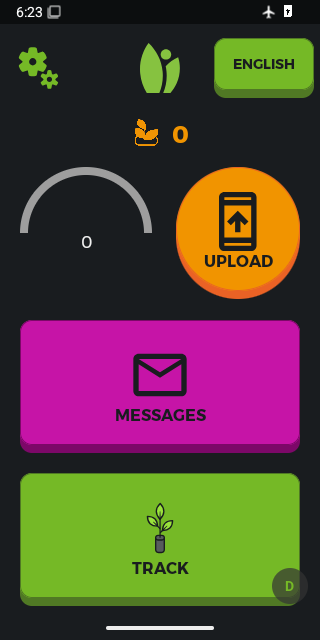 6:23
ENGLISH
0
0
UPLOAD
MESSAGES
TRACK
D